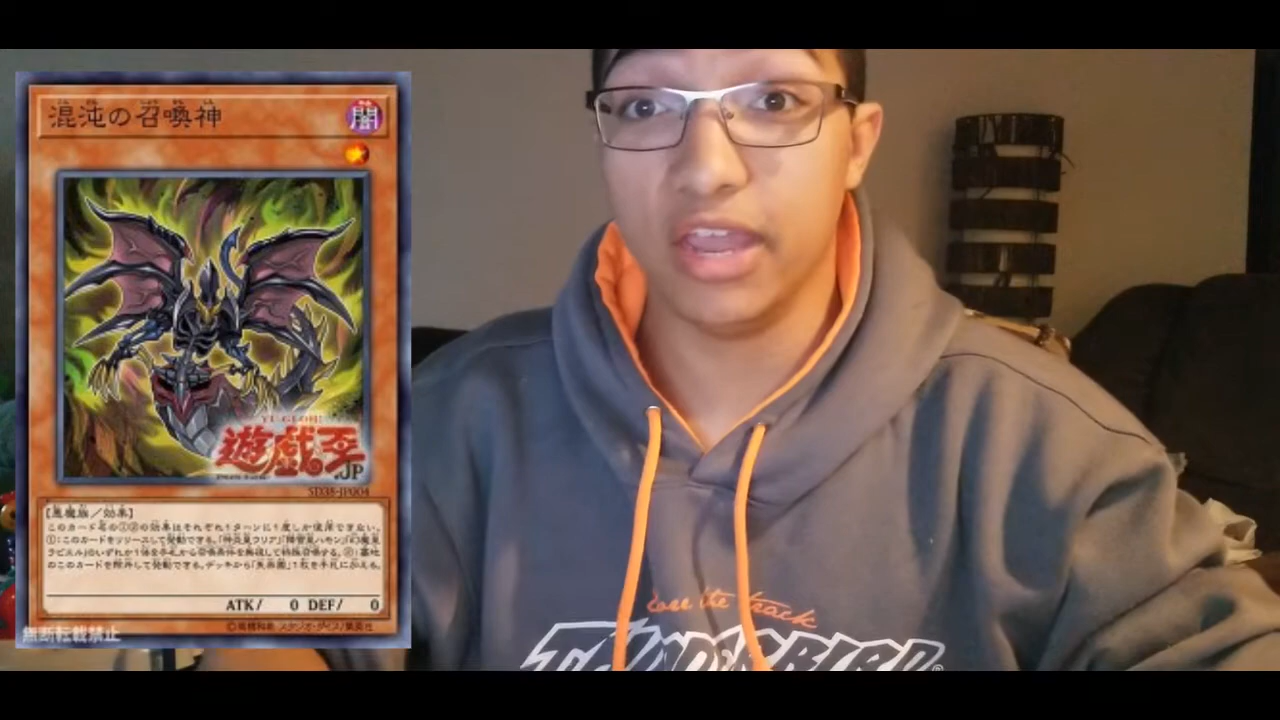 混沌の召喚神
闇
YU-GI-OH!
遊戯王
.JP
SD38-JP004
[悪魔族/効果]
このカード名の①②の効果はそれぞれ1ターンに1度しか使用できない。
①:このカードをリリースして発動できる。「神炎皇ウリア」「降雷皇ハモン」「幻魔皇
ラビエル」のいずれか1体を手札から召喚条件を無視して特殊召喚する。②:墓地
のこのカードを除外して発動できる。デッキから「失楽園」1枚を手札に加える。
ATK/ 0 DEF/ 0
©高橋和希 スタジオ・ダイス/集英社
無断転載禁止
the track
THUNDERBIRD